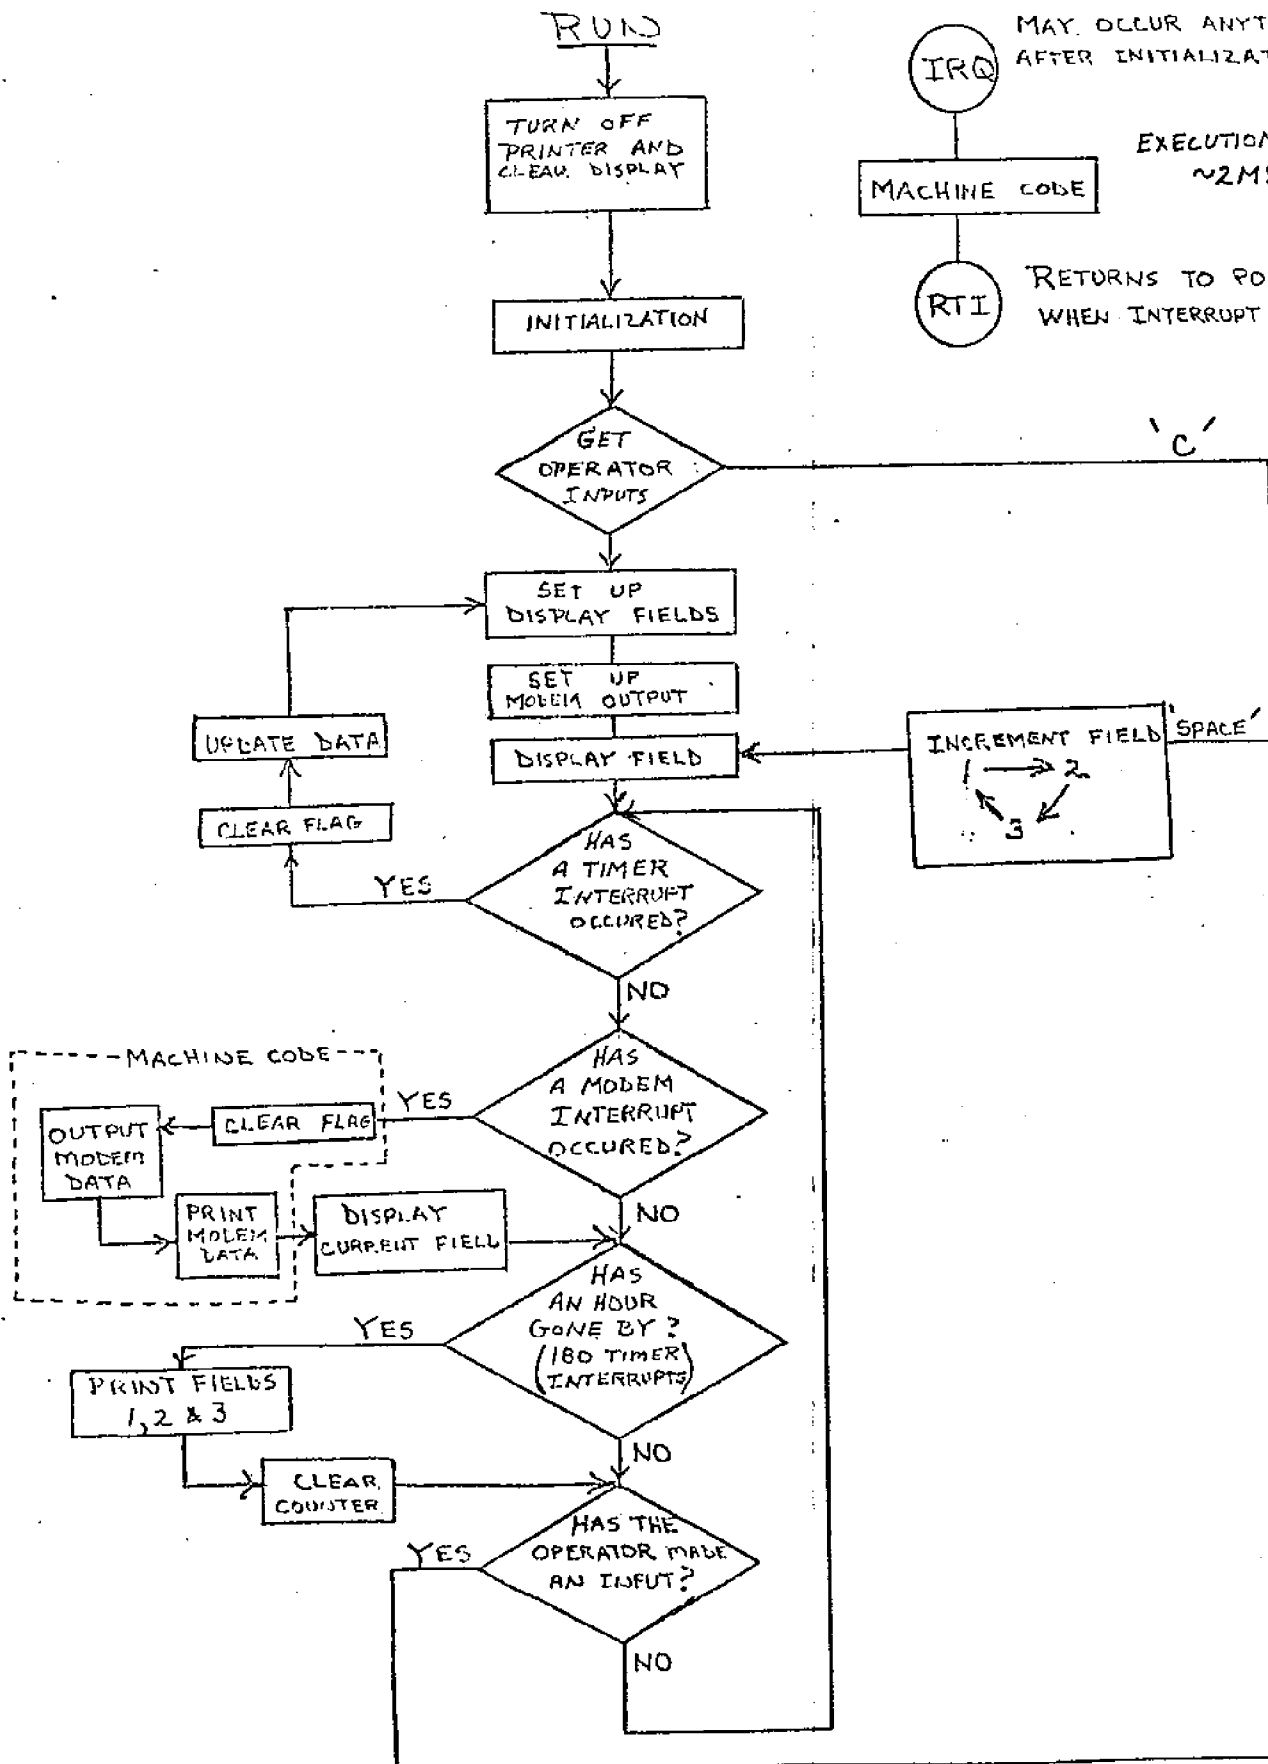 RUN
TURN OFF
PRINTER AND
CLEAR DISPLAY
INITIALIZATION
GET
OPERATOR
INPUTS
SET UP
DISPLAY FIELDS
SET UP
MODEM OUTPUT
DISPLAY FIELD
UPDATE DATA
CLEAR FLAG
YES
HAS
A TIMER
INTERRUPT
OCCURED?
NO
HAS
A MODEM
INTERRUPT
OCCURED?
YES
MACHINE CODE
CLEAR FLAG
OUTPUT
MODEM
DATA
PRINT
MODEM
DATA
DISPLAY
CURRENT FIELD
NO
HAS
AN HOUR
GONE BY?
(180 TIMER
INTERRUPTS)
YES
PRINT FIELDS
1, 2 & 3
CLEAR
COUNTER
NO
HAS THE
OPERATOR MADE
AN INPUT?
YES
NO
IRQ
MAY OCCUR ANYT
AFTER INITIALIZAT
MACHINE CODE
EXECUTION
~2MS
RTI
RETURNS TO PO
WHEN INTERRUPT
'C'
INCREMENT FIELD
1 2
3
'SPACE'